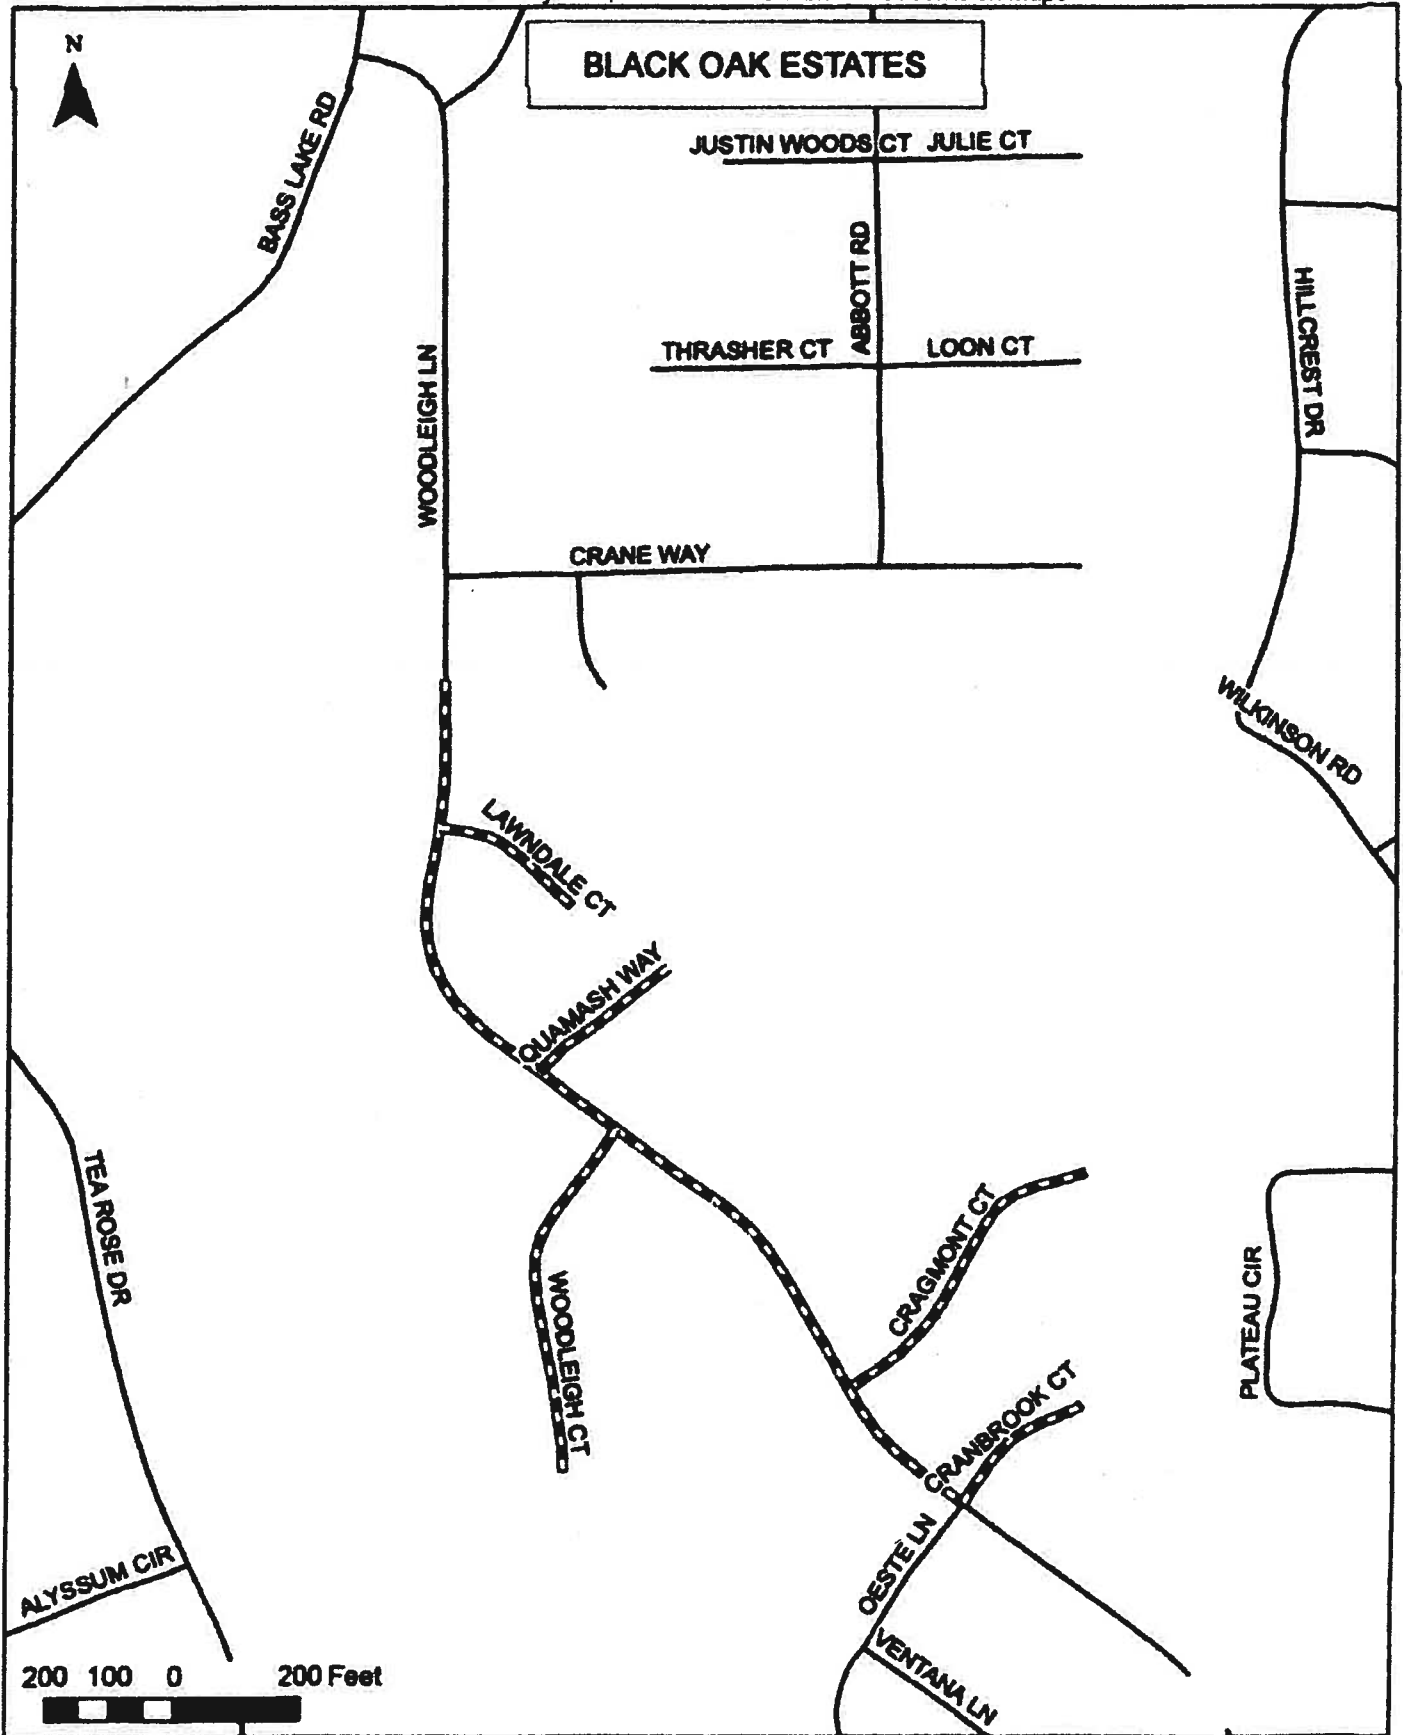 N
BLACK OAK ESTATES
BASS LAKE RD
JUSTIN WOODS CT JULIE CT
ABBOTT RD
HILLCREST DR
THRASHER CT
LOON CT
WOODLEIGH LN
CRANE WAY
WILKINSON RD
LAWNDALE CT
QUAMASH WAY
TEA ROSE DR
CRAGMONT CT
PLATEAU CIR
WOODLEIGH CT
CRANBROOK CT
OESTE LN
ALYSSUM CIR
VENTANA LN
200 100 0 200 Feet